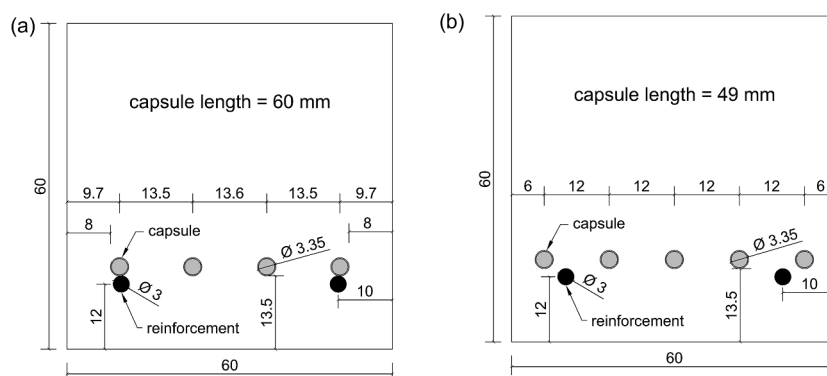 (a)
capsule length = 60 mm
60
9.7 13.5 13.6 13.5 9.7
8 8
capsule
Ø 3.35
Ø 3
reinforcement
12
13.5
10
60
(b)
capsule length = 49 mm
60
6 12 12 12 12 6
capsule
Ø 3.35
Ø 3
reinforcement
12
13.5
10
60